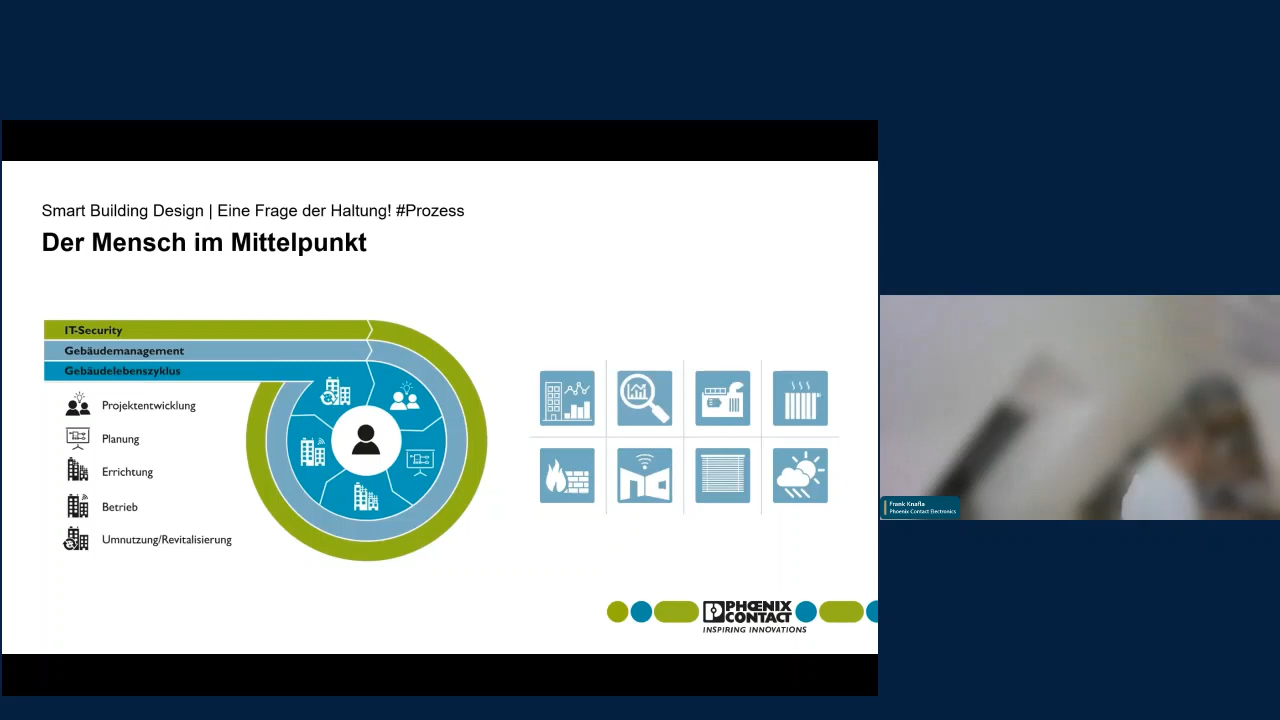 Smart Building Design | Eine Frage der Haltung! #Prozess
Der Mensch im Mittelpunkt
IT-Security
Gebäudemanagement
Gebäudelebenszyklus
Projektentwicklung
Planung
Errichtung
Betrieb
Umnutzung/Revitalisierung
PHŒNIX
CONTACT
INSPIRING INNOVATIONS
Frank Knafla
Phoenix Contact Electronics